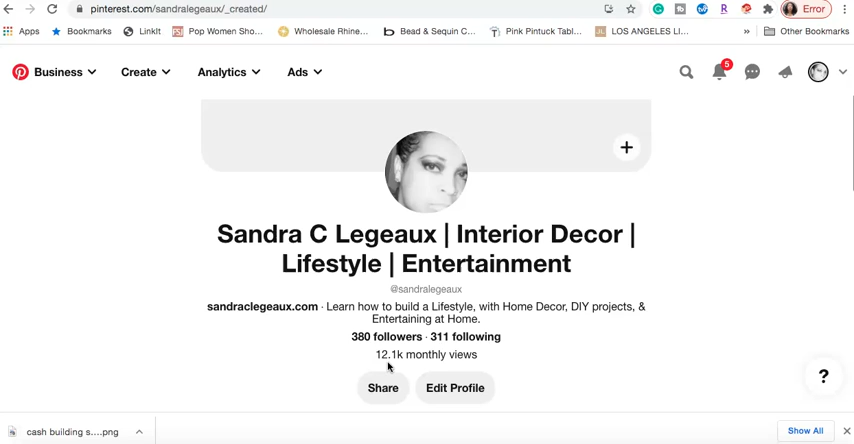 pinterest.com/sandralegeaux/_created/
Error
Apps Bookmarks LinkIt Pop Women Sho... Wholesale Rhine... Bead & Sequin C... Pink Pintuck Tabl... LOS ANGELES LI... » Other Bookmarks
Business Create Analytics Ads 5
+
Sandra C Legeaux | Interior Decor |
Lifestyle | Entertainment
@sandralegeaux
sandraclegeaux.com · Learn how to build a Lifestyle, with Home Decor, DIY projects, &
Entertaining at Home.
380 followers · 311 following
12.1k monthly views
Share Edit Profile
?
cash building s....png Show All